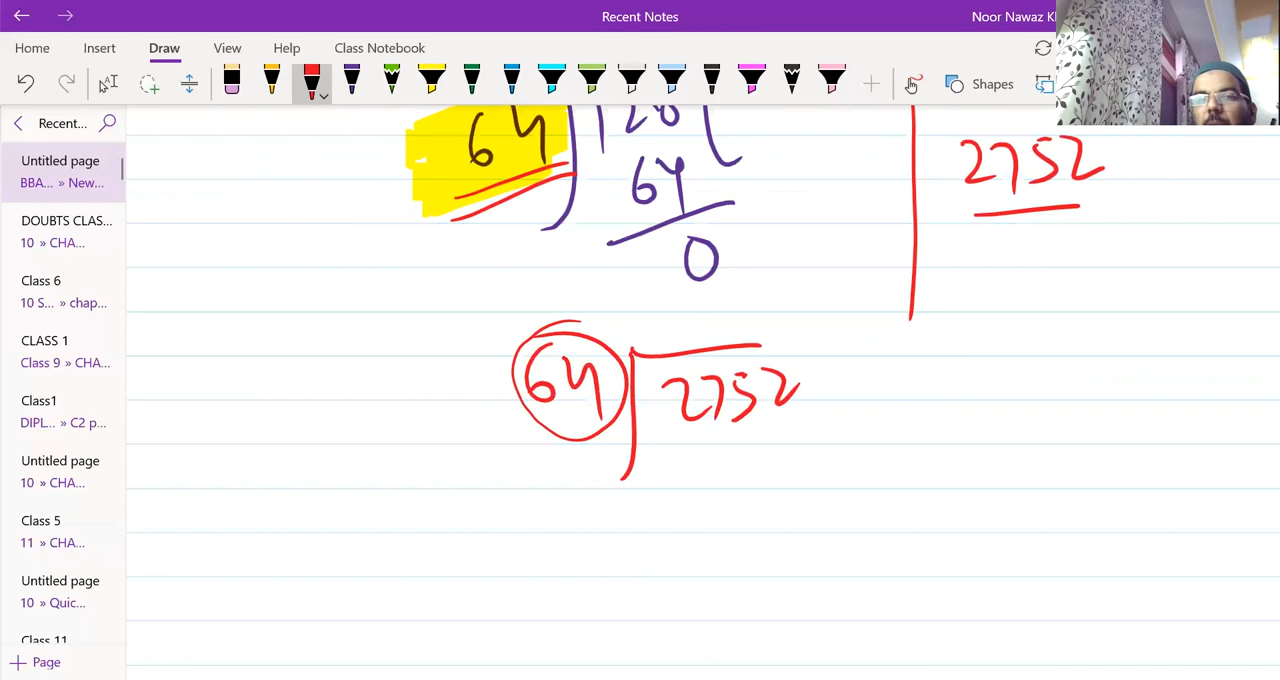 Recent Notes
Noor Nawaz Kh
Home Insert Draw View Help Class Notebook
Shapes
Recent...
Untitled page
BBA... » New...
DOUBTS CLAS...
10 » CHA...
Class 6
10 S... » chap...
CLASS 1
Class 9 » CHA...
Class1
DIPL... » C2 p...
Untitled page
10 » CHA...
Class 5
11 » CHA...
Untitled page
10 » Quic...
Class 11
Page
64
64
0
2752
64 2752